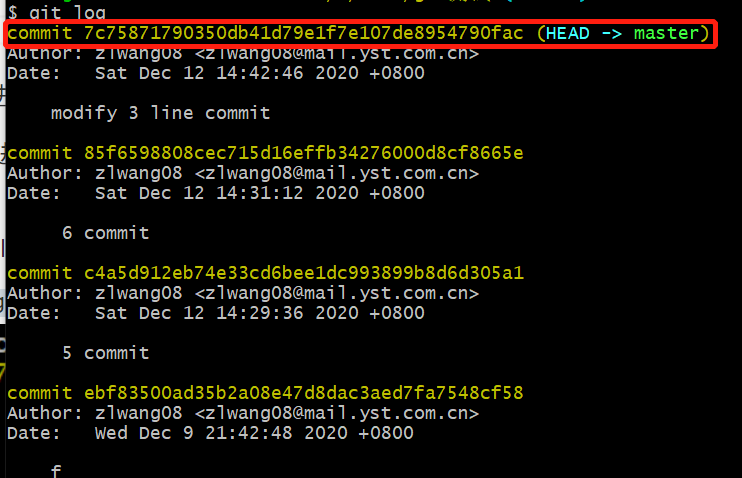 $ git log
commit 7c75871790350db41d79e1f7e107de8954790fac (HEAD -> master)
Author: zlwang08 <zlwang08@mail.yst.com.cn>
Date:   Sat Dec 12 14:42:46 2020 +0800
modify 3 line commit
commit 85f6598808cec715d16effb34276000d8cf8665e
Author: zlwang08 <zlwang08@mail.yst.com.cn>
Date:   Sat Dec 12 14:31:12 2020 +0800
6 commit
commit c4a5d912eb74e33cd6bee1dc993899b8d6d305a1
Author: zlwang08 <zlwang08@mail.yst.com.cn>
Date:   Sat Dec 12 14:29:36 2020 +0800
5 commit
commit ebf83500ad35b2a08e47d8dac3aed7fa7548cf58
Author: zlwang08 <zlwang08@mail.yst.com.cn>
Date:   Wed Dec 9 21:42:48 2020 +0800
f